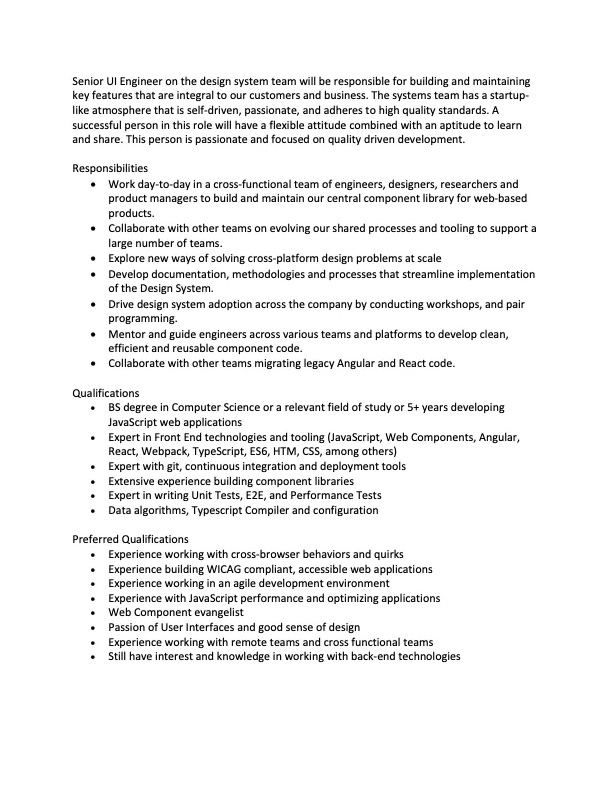 Senior UI Engineer on the design system team will be responsible for building and maintaining
key features that are integral to our customers and business. The systems team has a startup-
like atmosphere that is self-driven, passionate, and adheres to high quality standards. A
successful person in this role will have a flexible attitude combined with an aptitude to learn
and share. This person is passionate and focused on quality driven development.
Responsibilities
• Work day-to-day in a cross-functional team of engineers, designers, researchers and
product managers to build and maintain our central component library for web-based
products.
• Collaborate with other teams on evolving our shared processes and tooling to support a
large number of teams.
• Explore new ways of solving cross-platform design problems at scale
• Develop documentation, methodologies and processes that streamline implementation
of the Design System.
• Drive design system adoption across the company by conducting workshops, and pair
programming.
• Mentor and guide engineers across various teams and platforms to develop clean,
efficient and reusable component code.
• Collaborate with other teams migrating legacy Angular and React code.
Qualifications
• BS degree in Computer Science or a relevant field of study or 5+ years developing
JavaScript web applications
• Expert in Front End technologies and tooling (JavaScript, Web Components, Angular,
React, Webpack, TypeScript, ES6, HTM, CSS, among others)
• Expert with git, continuous integration and deployment tools
• Extensive experience building component libraries
• Expert in writing Unit Tests, E2E, and Performance Tests
• Data algorithms, Typescript Compiler and configuration
Preferred Qualifications
• Experience working with cross-browser behaviors and quirks
• Experience building WICAG compliant, accessible web applications
• Experience working in an agile development environment
• Experience with JavaScript performance and optimizing applications
• Web Component evangelist
• Passion of User Interfaces and good sense of design
• Experience working with remote teams and cross functional teams
• Still have interest and knowledge in working with back-end technologies